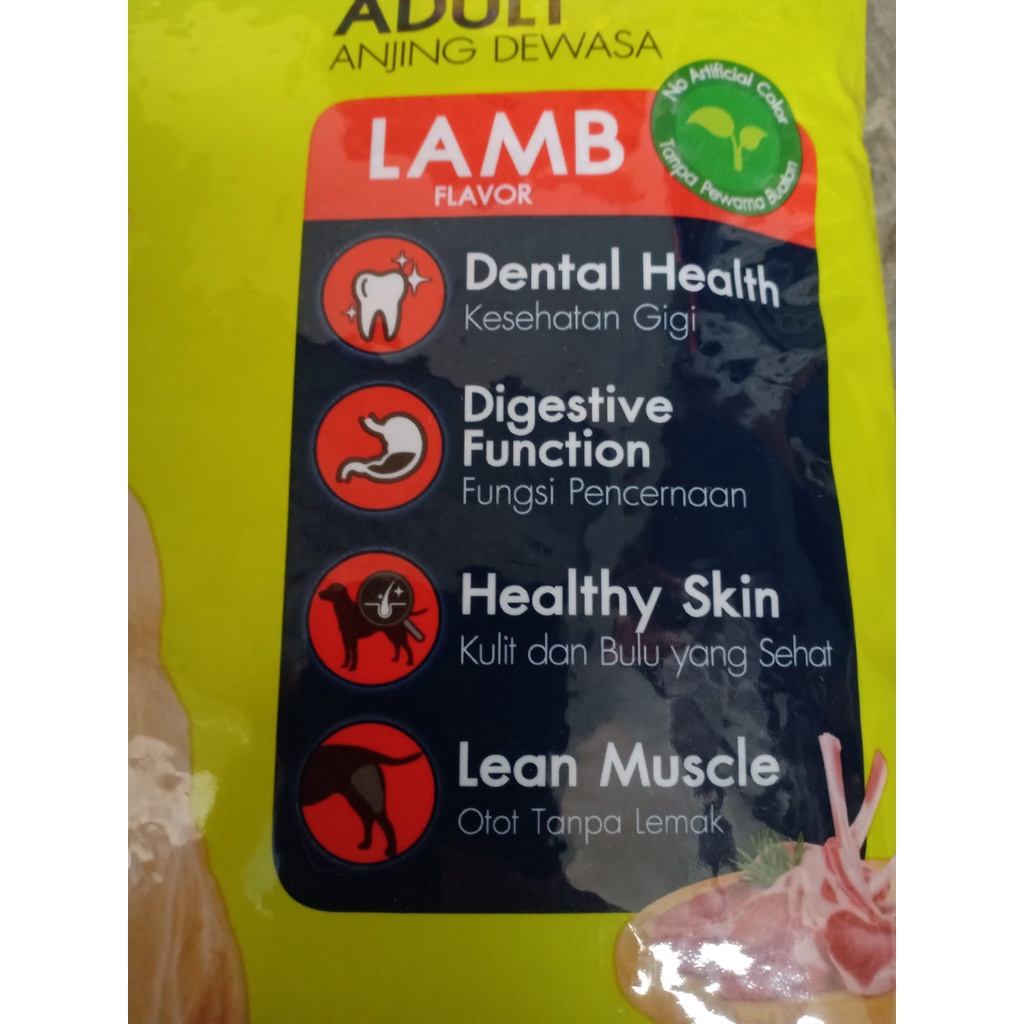 ADULT
ANJING DEWASA
No Artificial Color
Tanpa Pewarna Buatan
LAMB
FLAVOR
Dental Health
Kesehatan Gigi
Digestive
Function
Fungsi Pencernaan
Healthy Skin
Kulit dan Bulu yang Sehat
Lean Muscle
Otot Tanpa Lemak